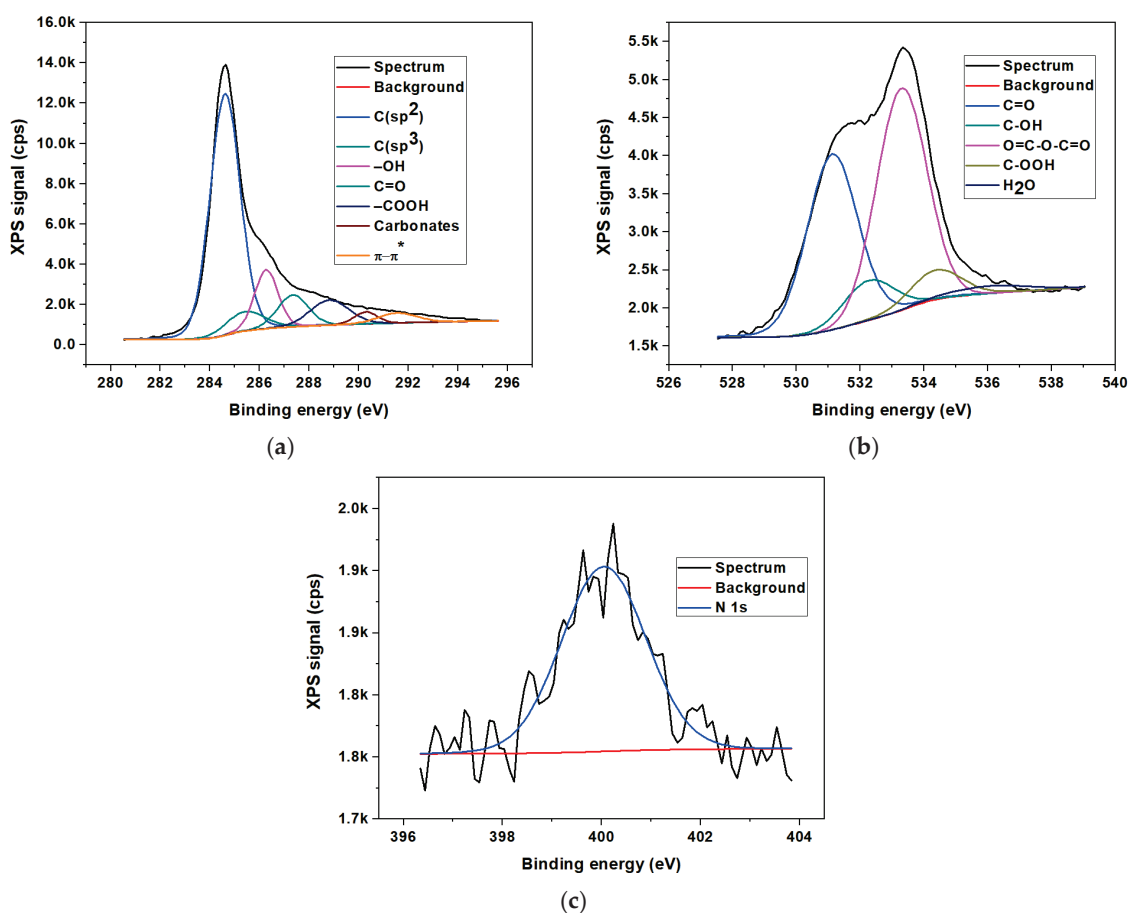 16.0k
14.0k
12.0k
10.0k
8.0k
6.0k
4.0k
2.0k
0.0
XPS signal (cps)
Spectrum
Background
C(sp²)
C(sp³)
–OH
C=O
–COOH
Carbonates
π–π*
280 282 284 286 288 290 292 294 296
Binding energy (eV)
(a)
5.5k
5.0k
4.5k
4.0k
3.5k
3.0k
2.5k
2.0k
1.5k
XPS signal (cps)
Spectrum
Background
C=O
C-OH
O=C-O-C=O
C-OOH
H2O
526 528 530 532 534 536 538 540
Binding energy (eV)
(b)
2.0k
1.9k
1.9k
1.8k
1.8k
1.7k
XPS signal (cps)
Spectrum
Background
N 1s
396 398 400 402 404
Binding energy (eV)
(c)